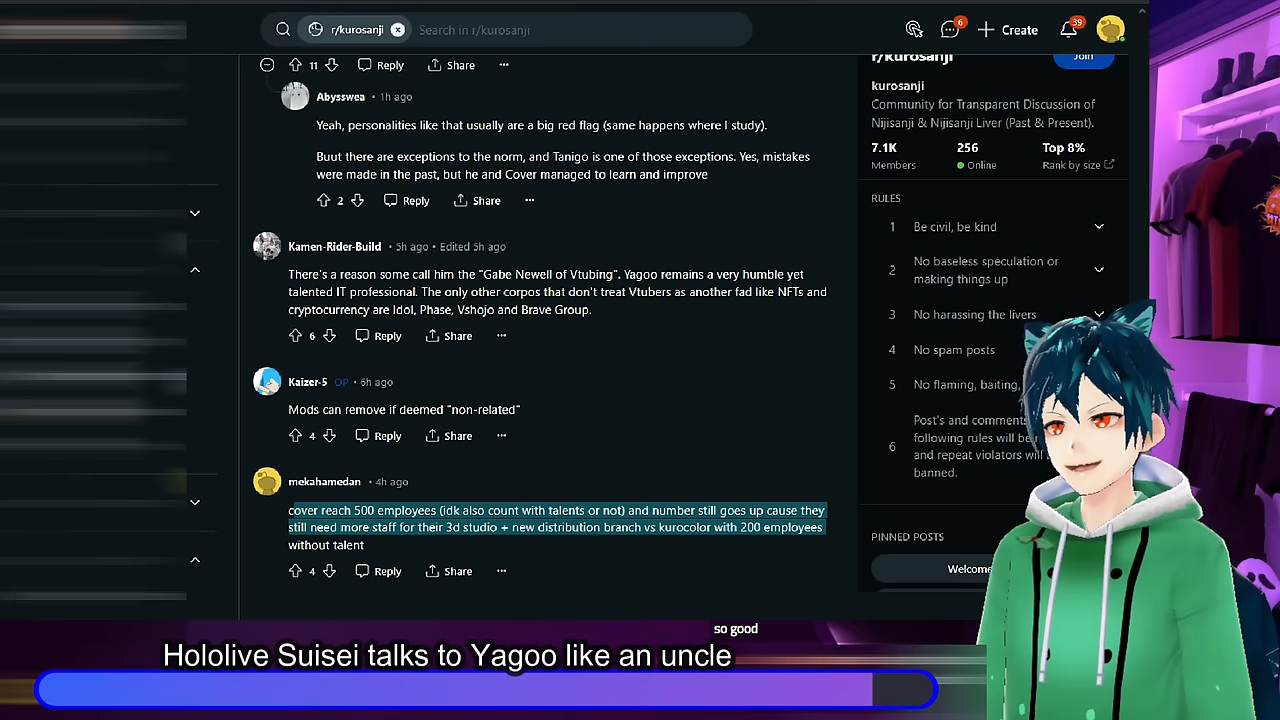 r/kurosanji
Search in r/kurosanji
6
Create
39
11
Reply
Share
Abysswea • 1h ago
Yeah, personalities like that usually are a big red flag (same happens where I study).
Buut there are exceptions to the norm, and Tanigo is one of those exceptions. Yes, mistakes
were made in the past, but he and Cover managed to learn and improve
2
Reply
Share
Kamen-Rider-Build • 5h ago • Edited 5h ago
There's a reason some call him the "Gabe Newell of Vtubing". Yagoo remains a very humble yet
talented IT professional. The only other corpos that don't treat Vtubers as another fad like NFTs and
cryptocurrency are Idol, Phase, Vshojo and Brave Group.
6
Reply
Share
Kaizer-5 OP • 6h ago
Mods can remove if deemed "non-related"
4
Reply
Share
mekahamedan • 4h ago
cover reach 500 employees (idk also count with talents or not) and number still goes up cause they
still need more staff for their 3d studio + new distribution branch vs kurocolor with 200 employees
without talent
4
Reply
Share
r/kurosanji
Join
kurosanji
Community for Transparent Discussion of
Nijisanji & Nijisanji Liver (Past & Present).
7.1K
Members
256
Online
Top 8%
Rank by size
RULES
1 Be civil, be kind
2 No baseless speculation or
making things up
3 No harassing the livers
4 No spam posts
5 No flaming, baiting,
6 Post's and comments
following rules will be
and repeat violators will
banned.
PINNED POSTS
Welcome
so good
Hololive Suisei talks to Yagoo like an uncle